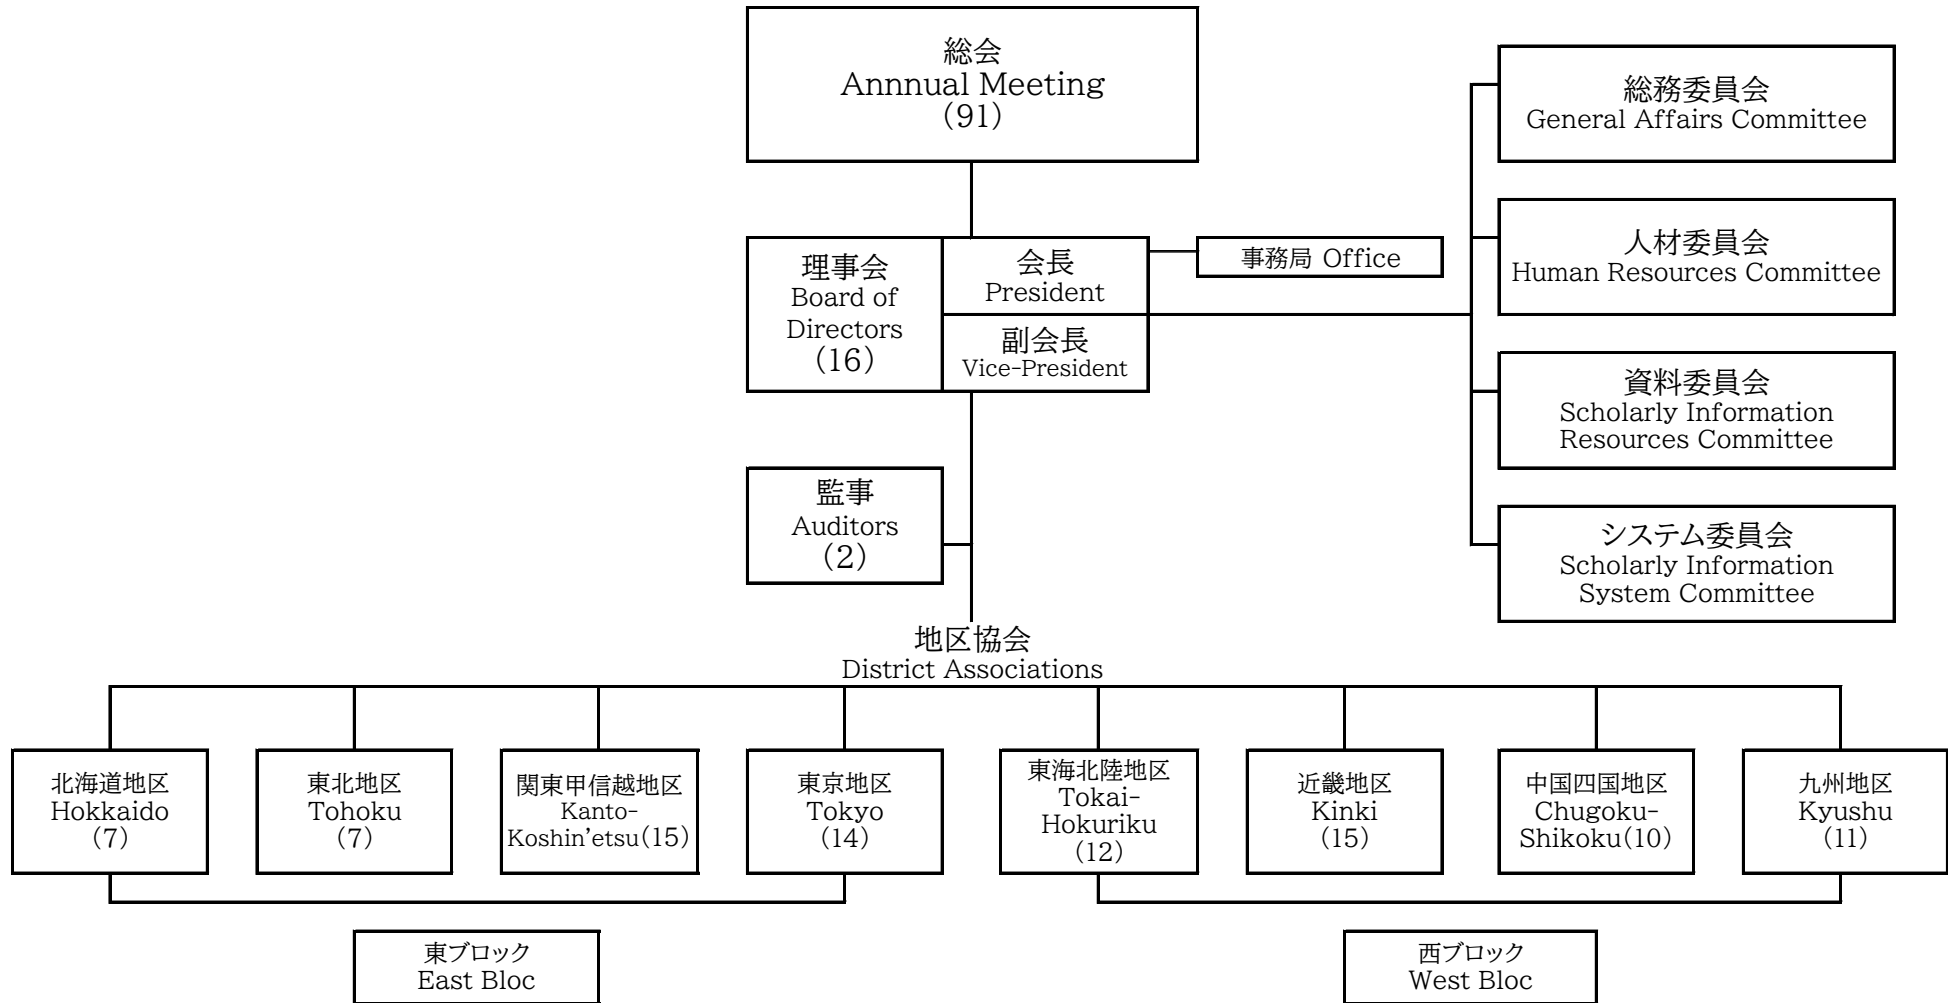 総会
Annnual Meeting
(91)
総務委員会
General Affairs Committee
人材委員会
Human Resources Committee
資料委員会
Scholarly Information
Resources Committee
システム委員会
Scholarly Information
System Committee
理事会
Board of
Directors
(16)
会長
President
副会長
Vice-President
事務局 Office
監事
Auditors
(2)
地区協会
District Associations
北海道地区
Hokkaido
(7)
東北地区
Tohoku
(7)
関東甲信越地区
Kanto-
Koshin'etsu(15)
東京地区
Tokyo
(14)
東海北陸地区
Tokai-
Hokuriku
(12)
近畿地区
Kinki
(15)
中国四国地区
Chugoku-
Shikoku(10)
九州地区
Kyushu
(11)
東ブロック
East Bloc
西ブロック
West Bloc